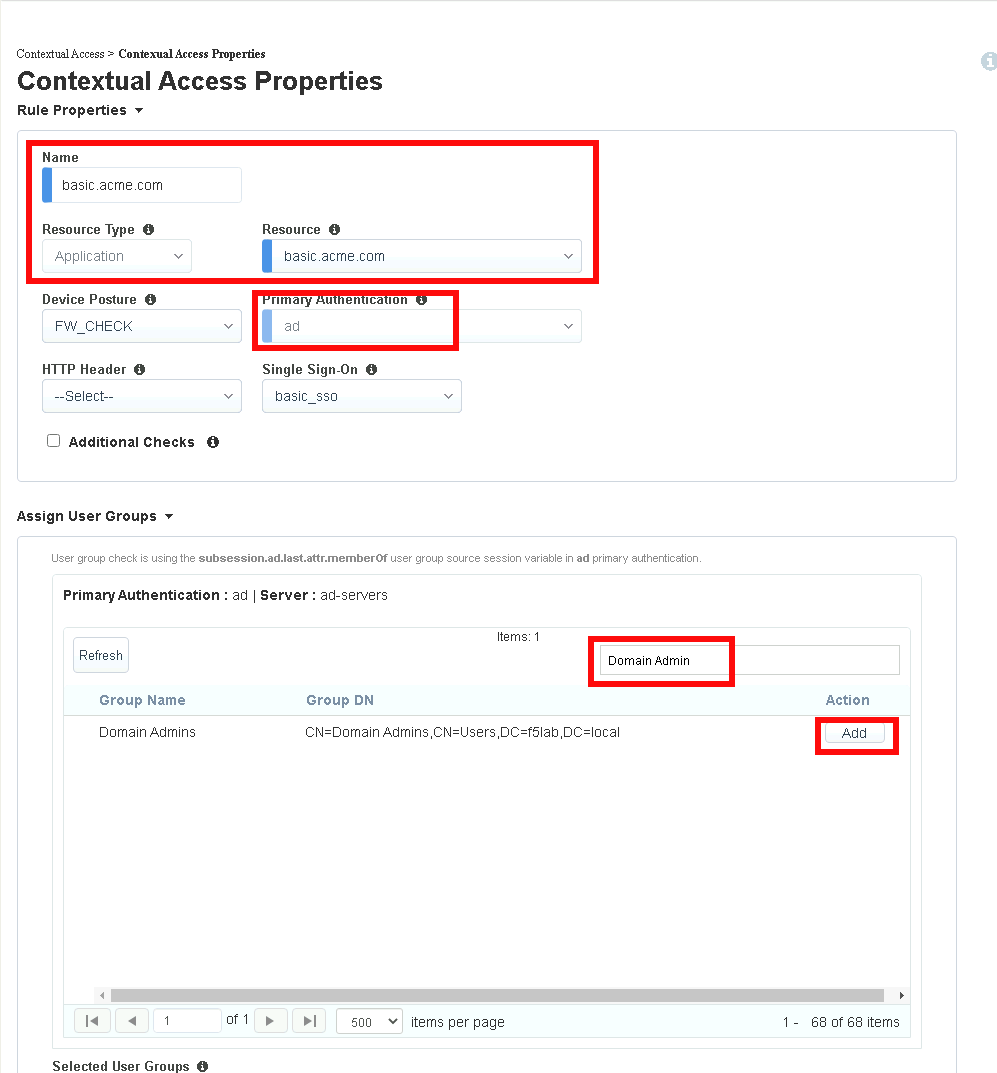 Contextual Access > Contextual Access Properties
Contextual Access Properties
Rule Properties
Name
basic.acme.com
Resource Type Resource
Application basic.acme.com
Device Posture Primary Authentication
FW_CHECK ad
HTTP Header Single Sign-On
--Select-- basic_sso
Additional Checks
Assign User Groups
User group check is using the subsession.ad.last.attr.memberOf user group source session variable in ad primary authentication.
Primary Authentication : ad | Server : ad-servers
Items: 1
Refresh Domain Admin
Group Name Group DN Action
Domain Admins CN=Domain Admins,CN=Users,DC=f5lab,DC=local Add
1 of 1 500 items per page 1 - 68 of 68 items
Selected User Groups